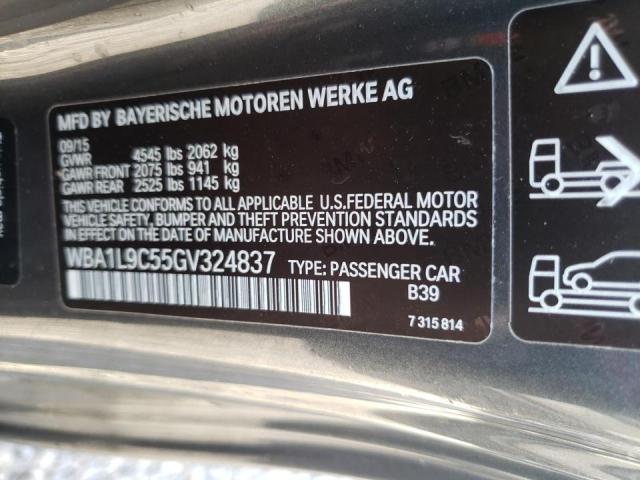 MFD BY BAYERISCHE MOTOREN WERKE AG
09/15
GVWR 4545 lbs 2062 kg
GAWR FRONT 2075 lbs 941 kg
GAWR REAR 2525 lbs 1145 kg
THIS VEHICLE CONFORMS TO ALL APPLICABLE U.S.FEDERAL MOTOR
VEHICLE SAFETY, BUMPER AND THEFT PREVENTION STANDARDS
IN EFFECT ON THE DATE OF MANUFACTURE SHOWN ABOVE.
WBA1L9C55GV324837 TYPE: PASSENGER CAR
B39
7 315 814